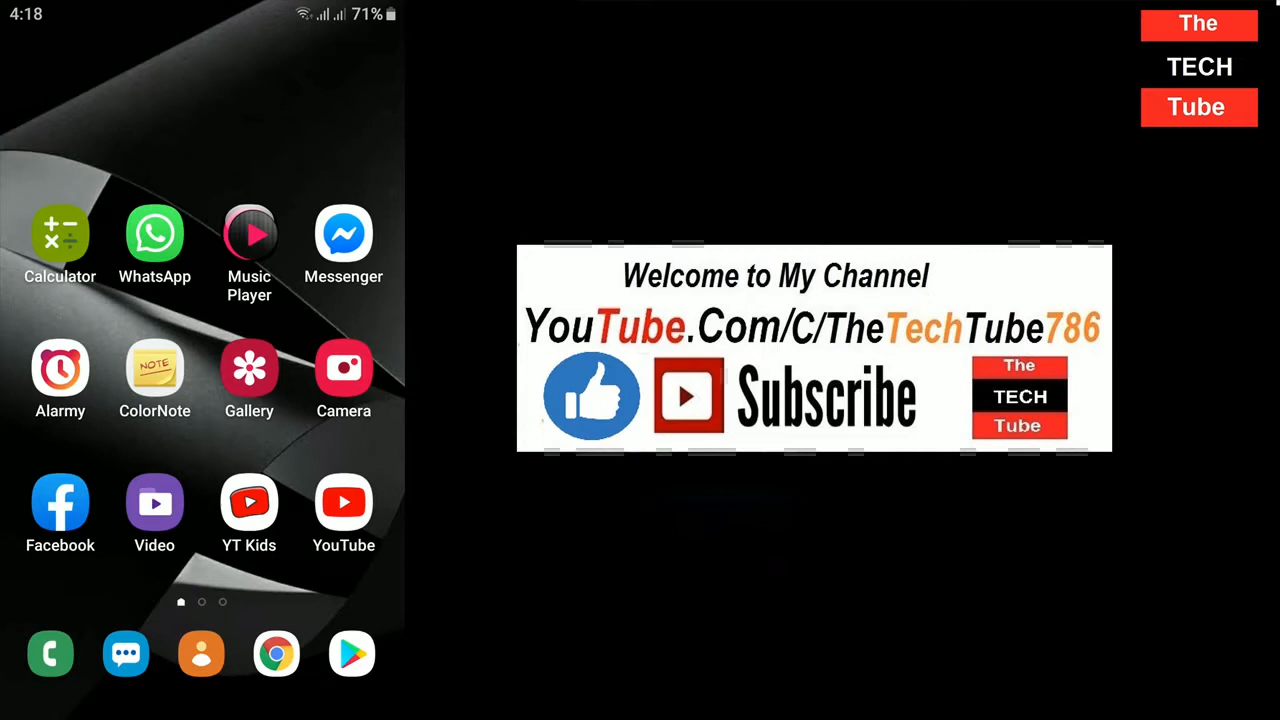 4:18
71%
Calculator
WhatsApp
Music
Player
Messenger
Alarmy
NOTE
ColorNote
Gallery
Camera
Facebook
Video
YT Kids
YouTube
The
TECH
Tube
Welcome to My Channel
YouTube.Com/C/TheTechTube786
Subscribe
The
TECH
Tube